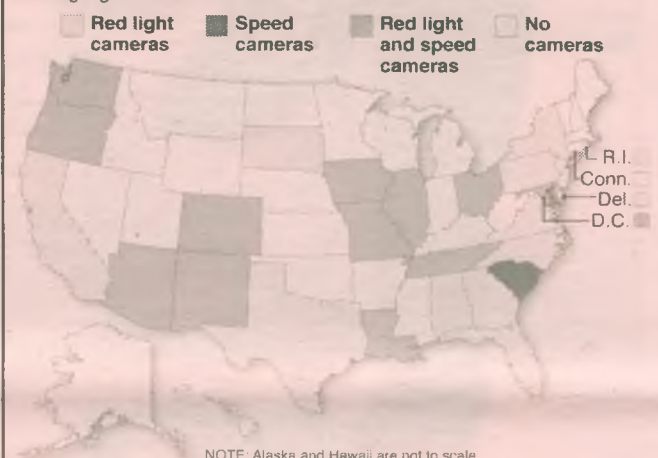 Red light cameras
Speed cameras
Red light and speed cameras
No cameras
R.I.
Conn.
Del.
D.C.
NOTE: Alaska and Hawaii are not to scale